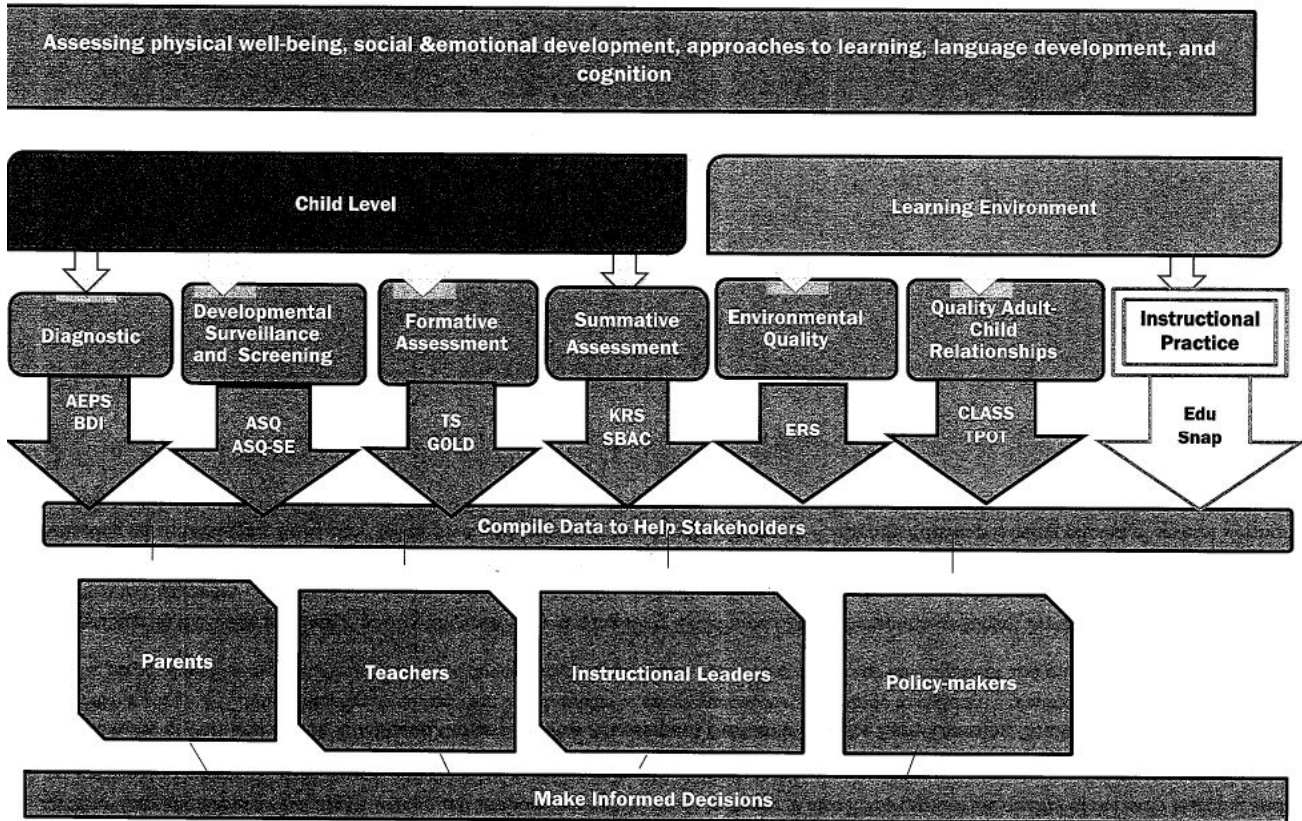 Assessing physical well-being, social &emotional development, approaches to learning, language development, and
cognition
Child Level
Learning Environment
Diagnostic
Developmental
Surveillance
and Screening
Formative
Assessment
Summative
Assessment
Environmental
Quality
Quality Adult-
Child
Relationships
Instructional
Practice
AEPS
BDI
ASQ
ASQ-SE
TS
GOLD
KRS
SBAC
ERS
CLASS
TPOT
Edu
Snap
Compile Data to Help Stakeholders
Parents
Teachers
Instructional Leaders
Policy-makers
Make Informed Decisions